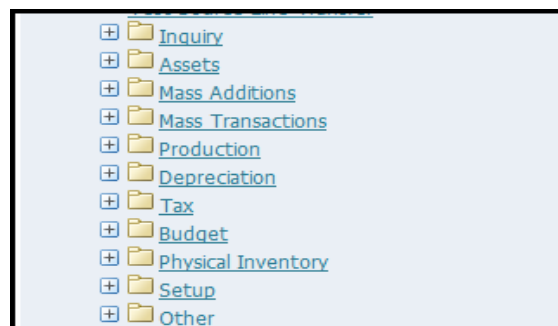 Inquiry
Assets
Mass Additions
Mass Transactions
Production
Depreciation
Tax
Budget
Physical Inventory
Setup
Other